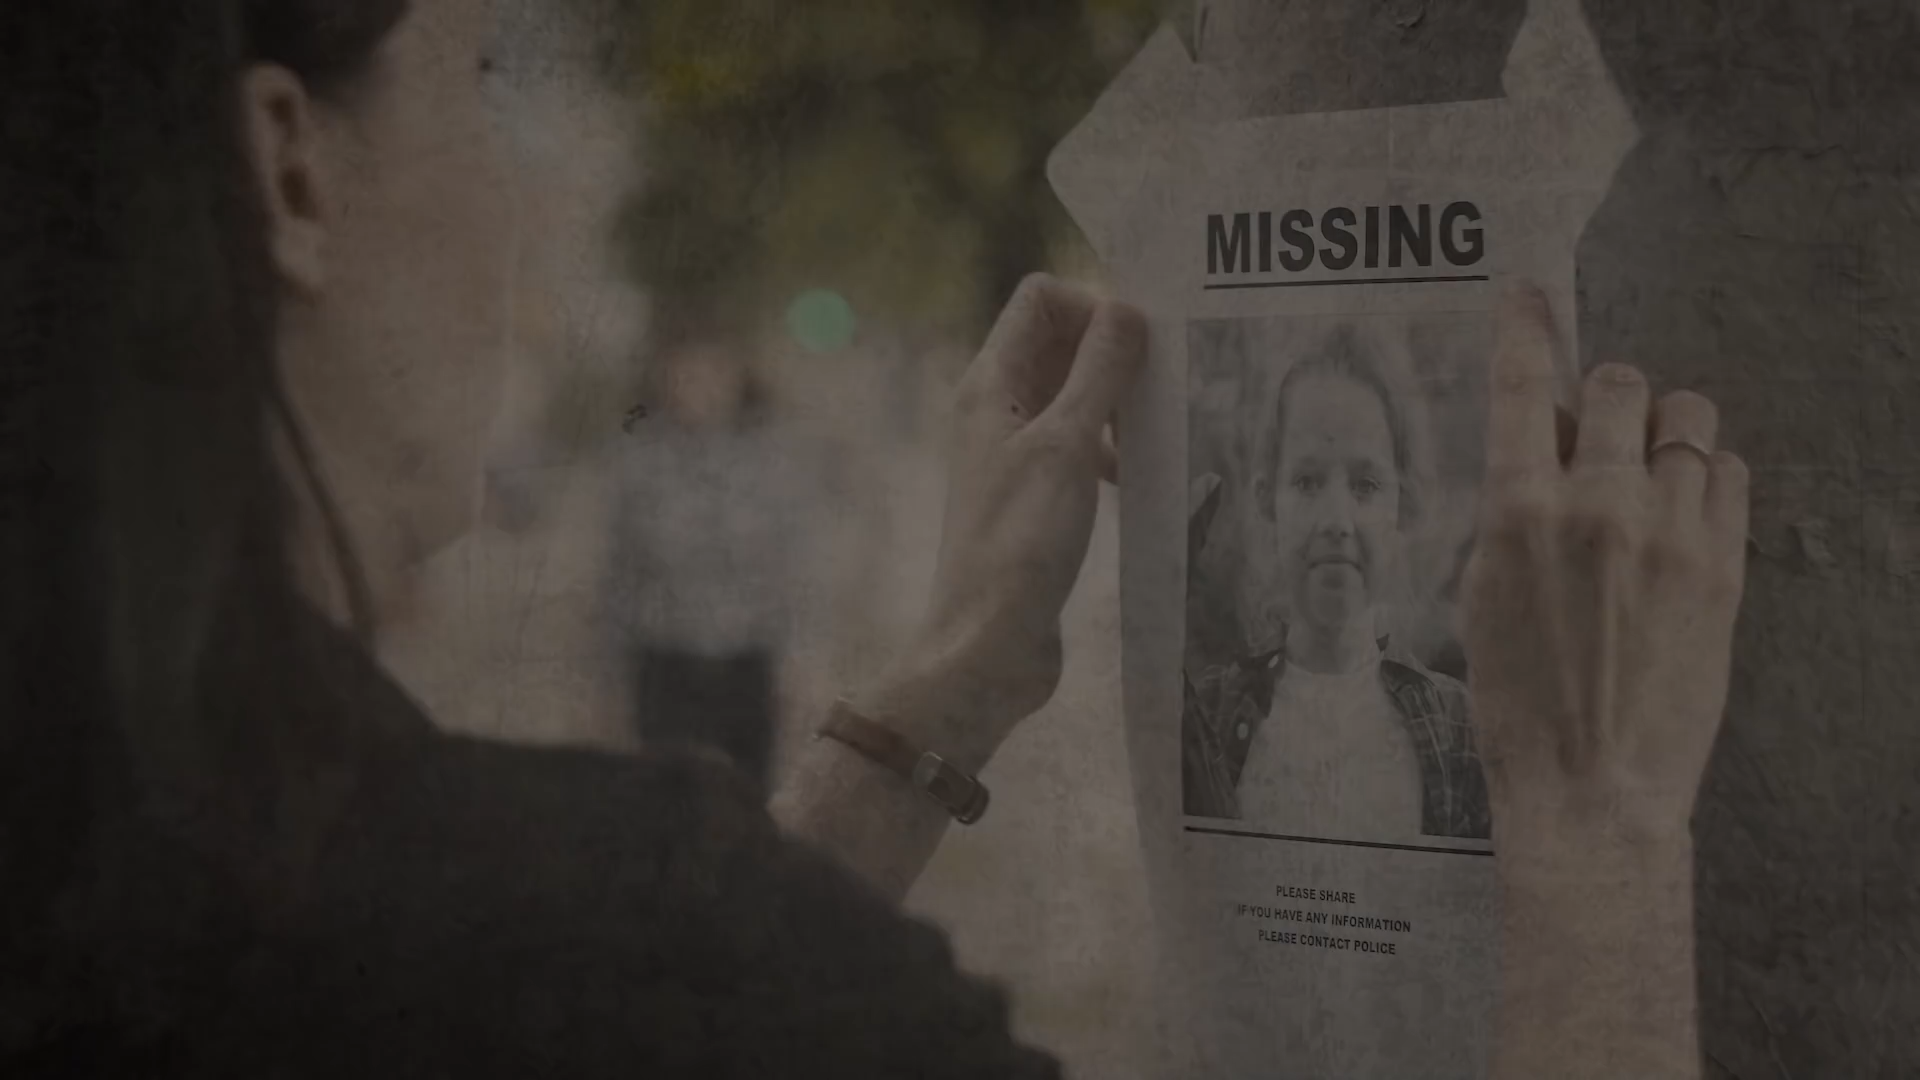 MISSING
PLEASE SHARE
IF YOU HAVE ANY INFORMATION
PLEASE CONTACT POLICE